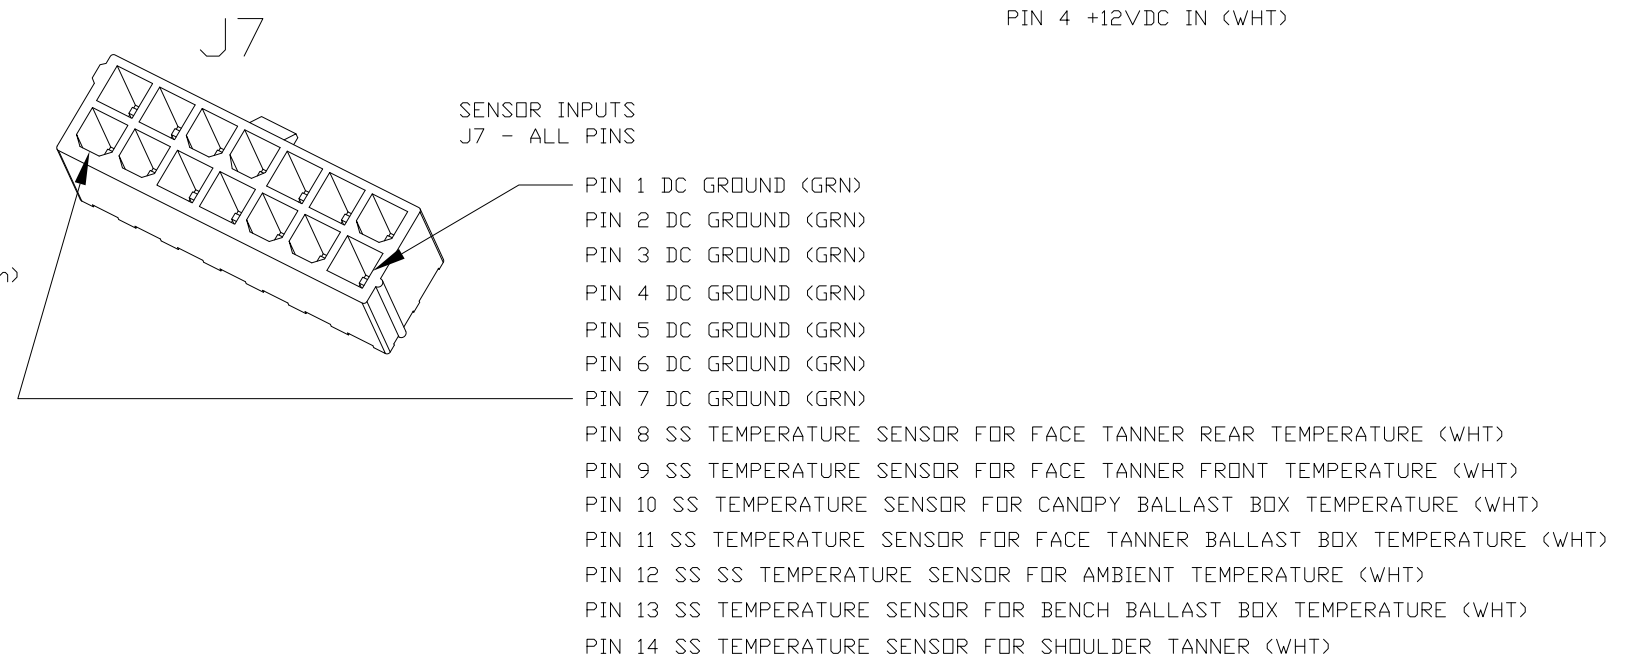 PIN 4 +12VDC IN (WHT)
J7
SENSOR INPUTS
J7 - ALL PINS
PIN 1 DC GROUND (GRN)
PIN 2 DC GROUND (GRN)
PIN 3 DC GROUND (GRN)
PIN 4 DC GROUND (GRN)
PIN 5 DC GROUND (GRN)
PIN 6 DC GROUND (GRN)
PIN 7 DC GROUND (GRN)
PIN 8 SS TEMPERATURE SENSOR FOR FACE TANNER REAR TEMPERATURE (WHT)
PIN 9 SS TEMPERATURE SENSOR FOR FACE TANNER FRONT TEMPERATURE (WHT)
PIN 10 SS TEMPERATURE SENSOR FOR CANOPY BALLAST BOX TEMPERATURE (WHT)
PIN 11 SS TEMPERATURE SENSOR FOR FACE TANNER BALLAST BOX TEMPERATURE (WHT)
PIN 12 SS SS TEMPERATURE SENSOR FOR AMBIENT TEMPERATURE (WHT)
PIN 13 SS TEMPERATURE SENSOR FOR BENCH BALLAST BOX TEMPERATURE (WHT)
PIN 14 SS TEMPERATURE SENSOR FOR SHOULDER TANNER (WHT)